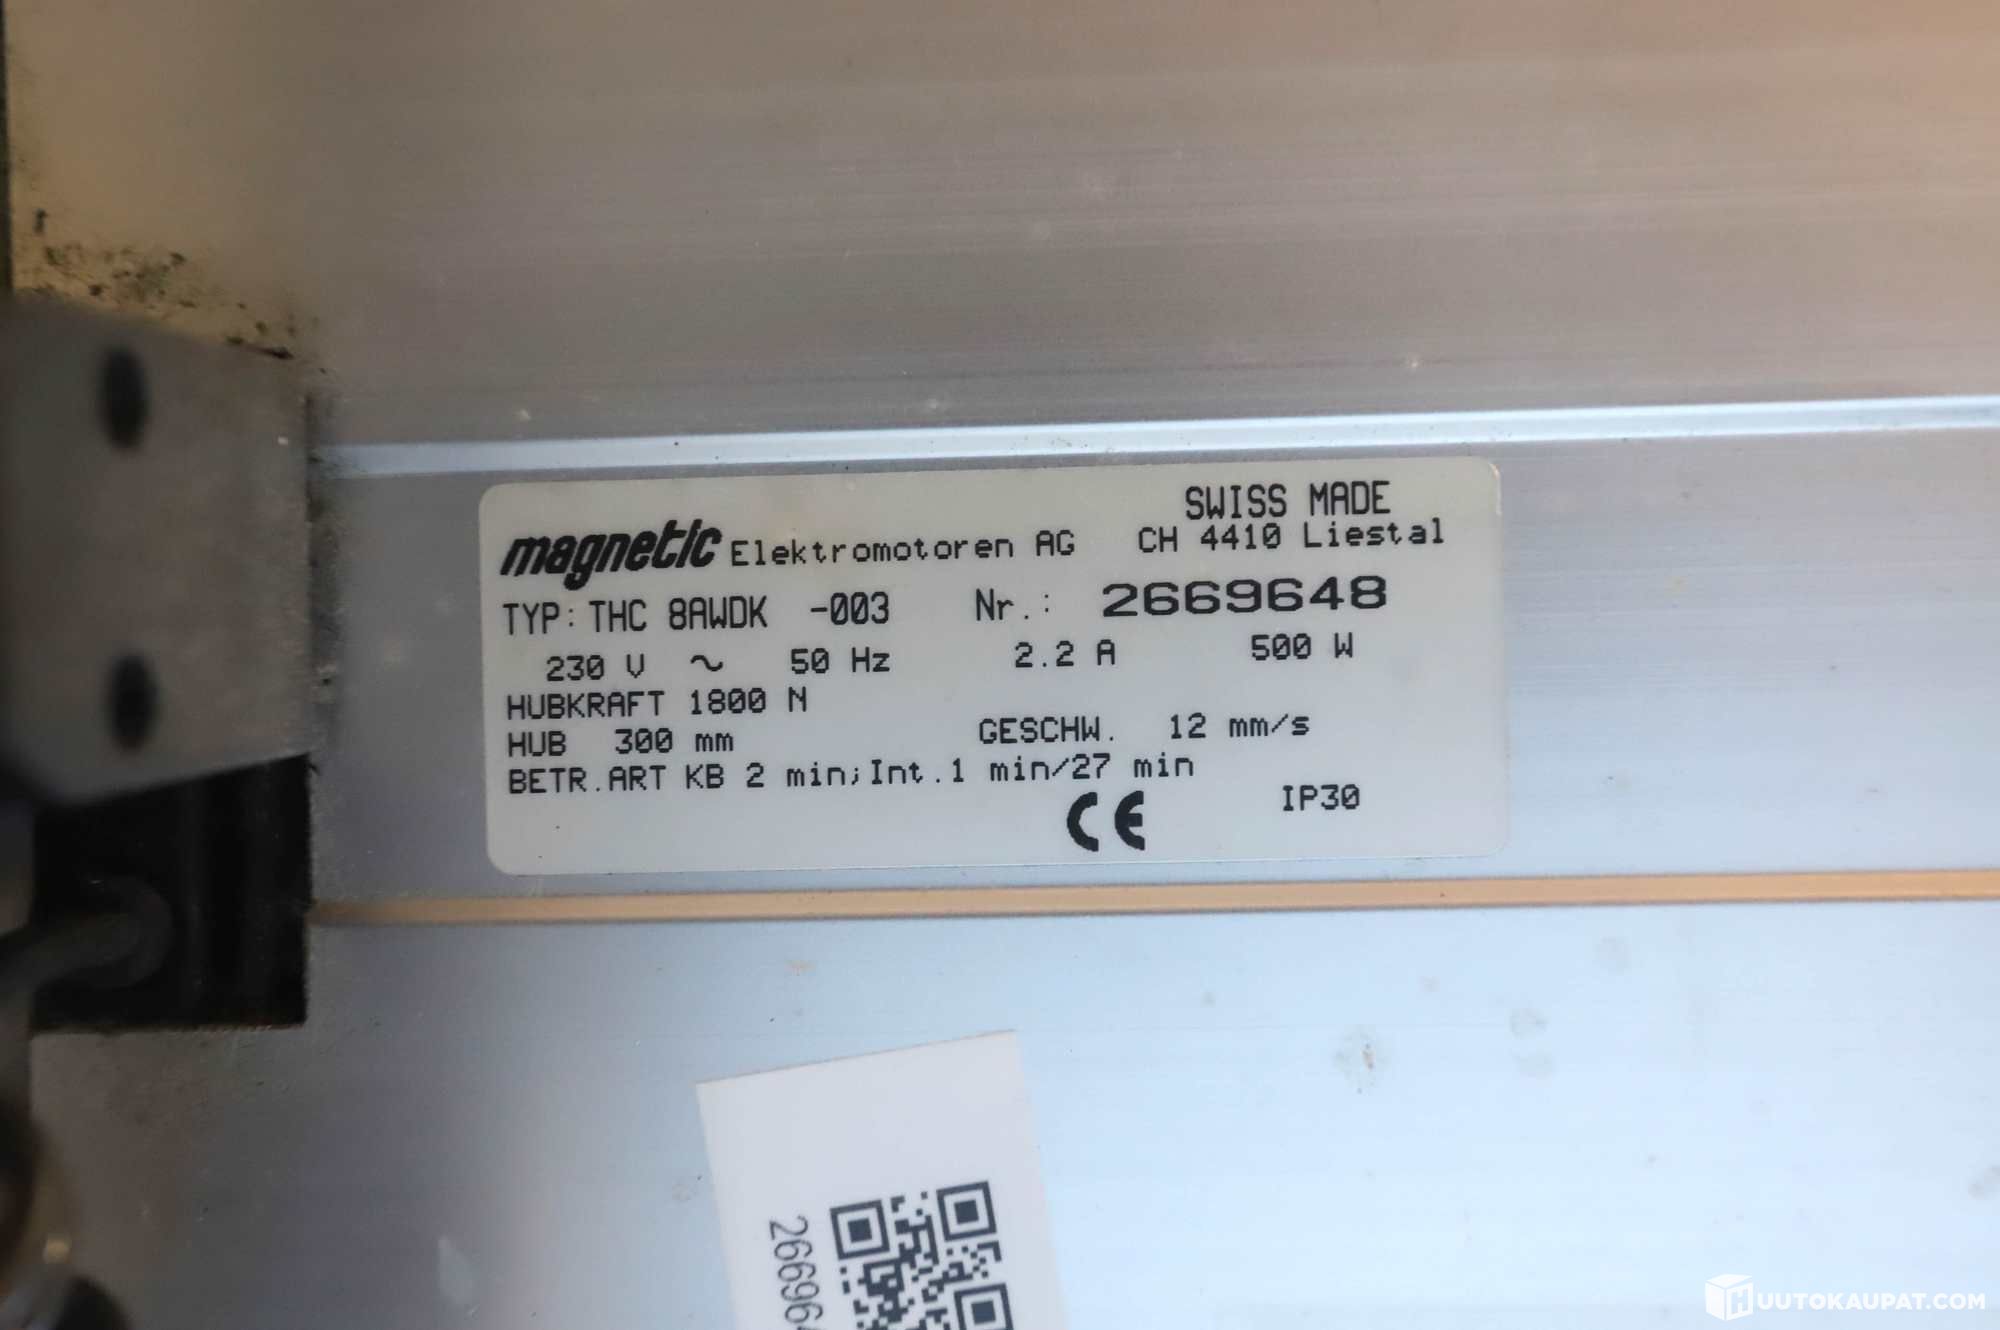 SWISS MADE
magnetic Elektromotoren AG CH 4410 Liestal
TYP: THC 8AWDK -003 Nr.: 2669648
230 V ~ 50 Hz 2.2 A 500 W
HUBKRAFT 1800 N
HUB 300 mm GESCHW. 12 mm/s
BETR.ART KB 2 min;Int.1 min/27 min
CE IP30
26696
HUUTOKAUPAT.COM